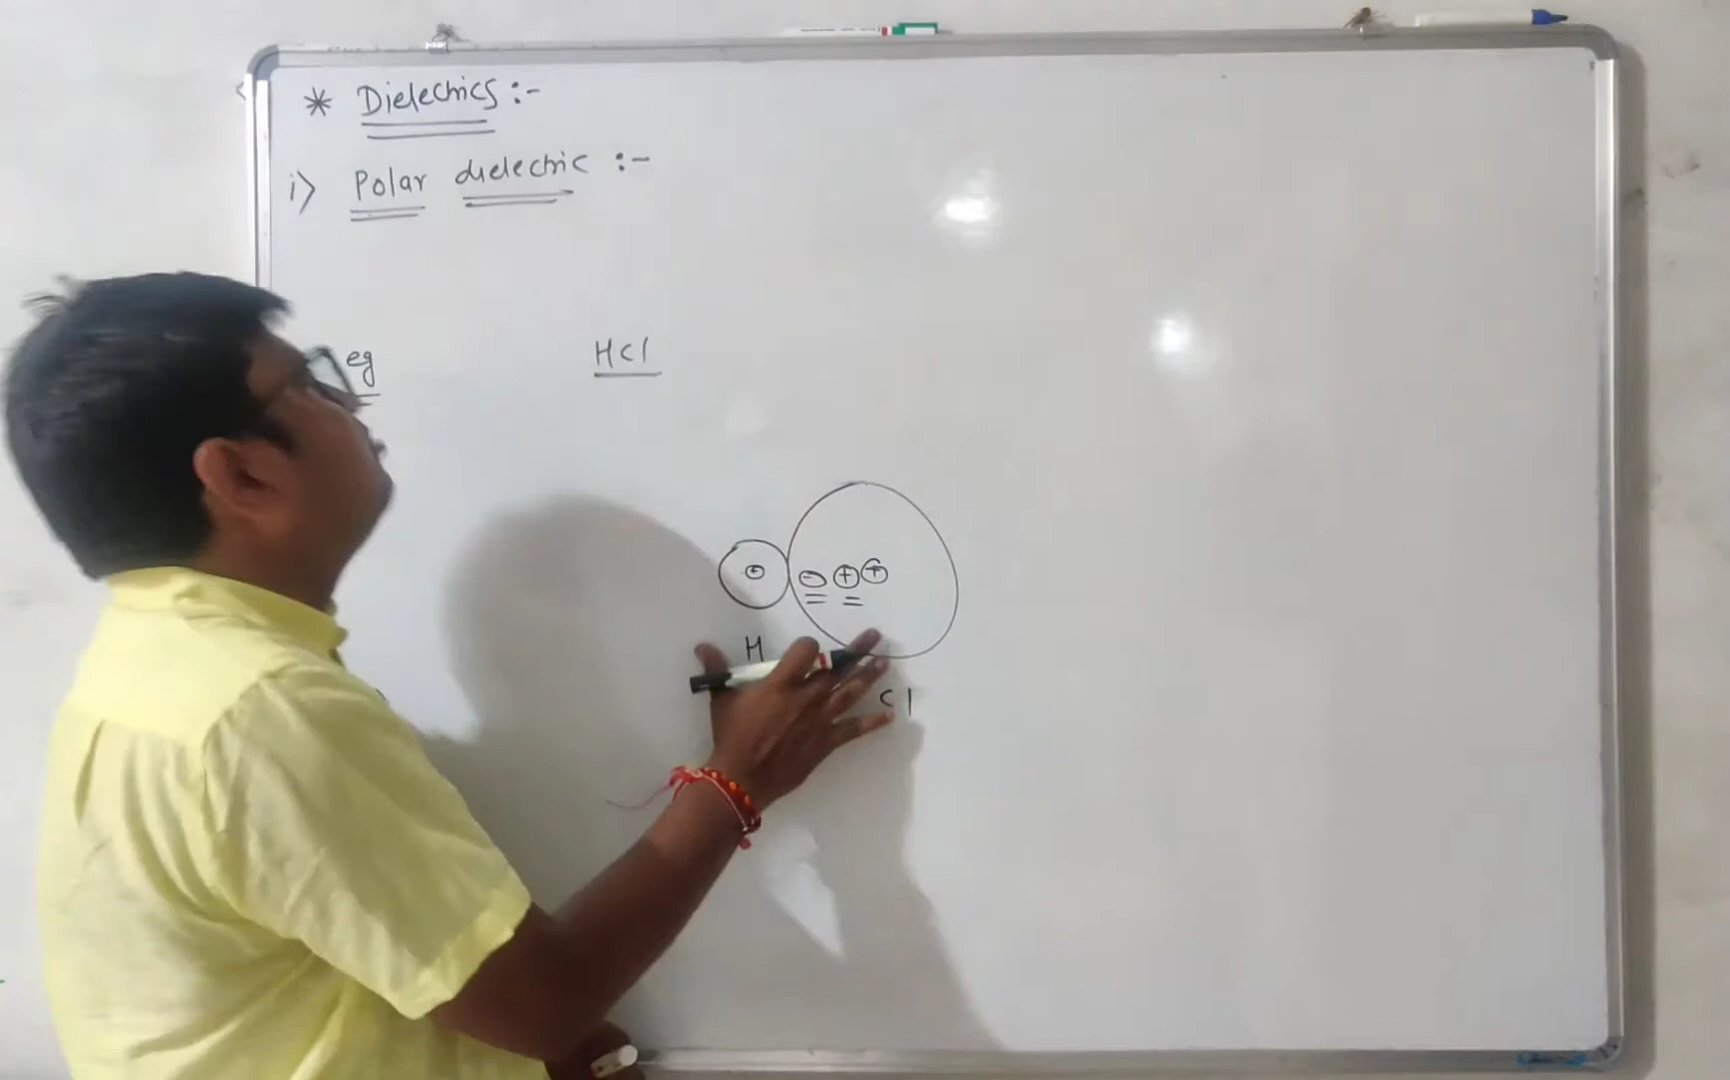 * Dielectrics :-
i> Polar dielectric :-
eg HCl
+ - + +
H
Cl